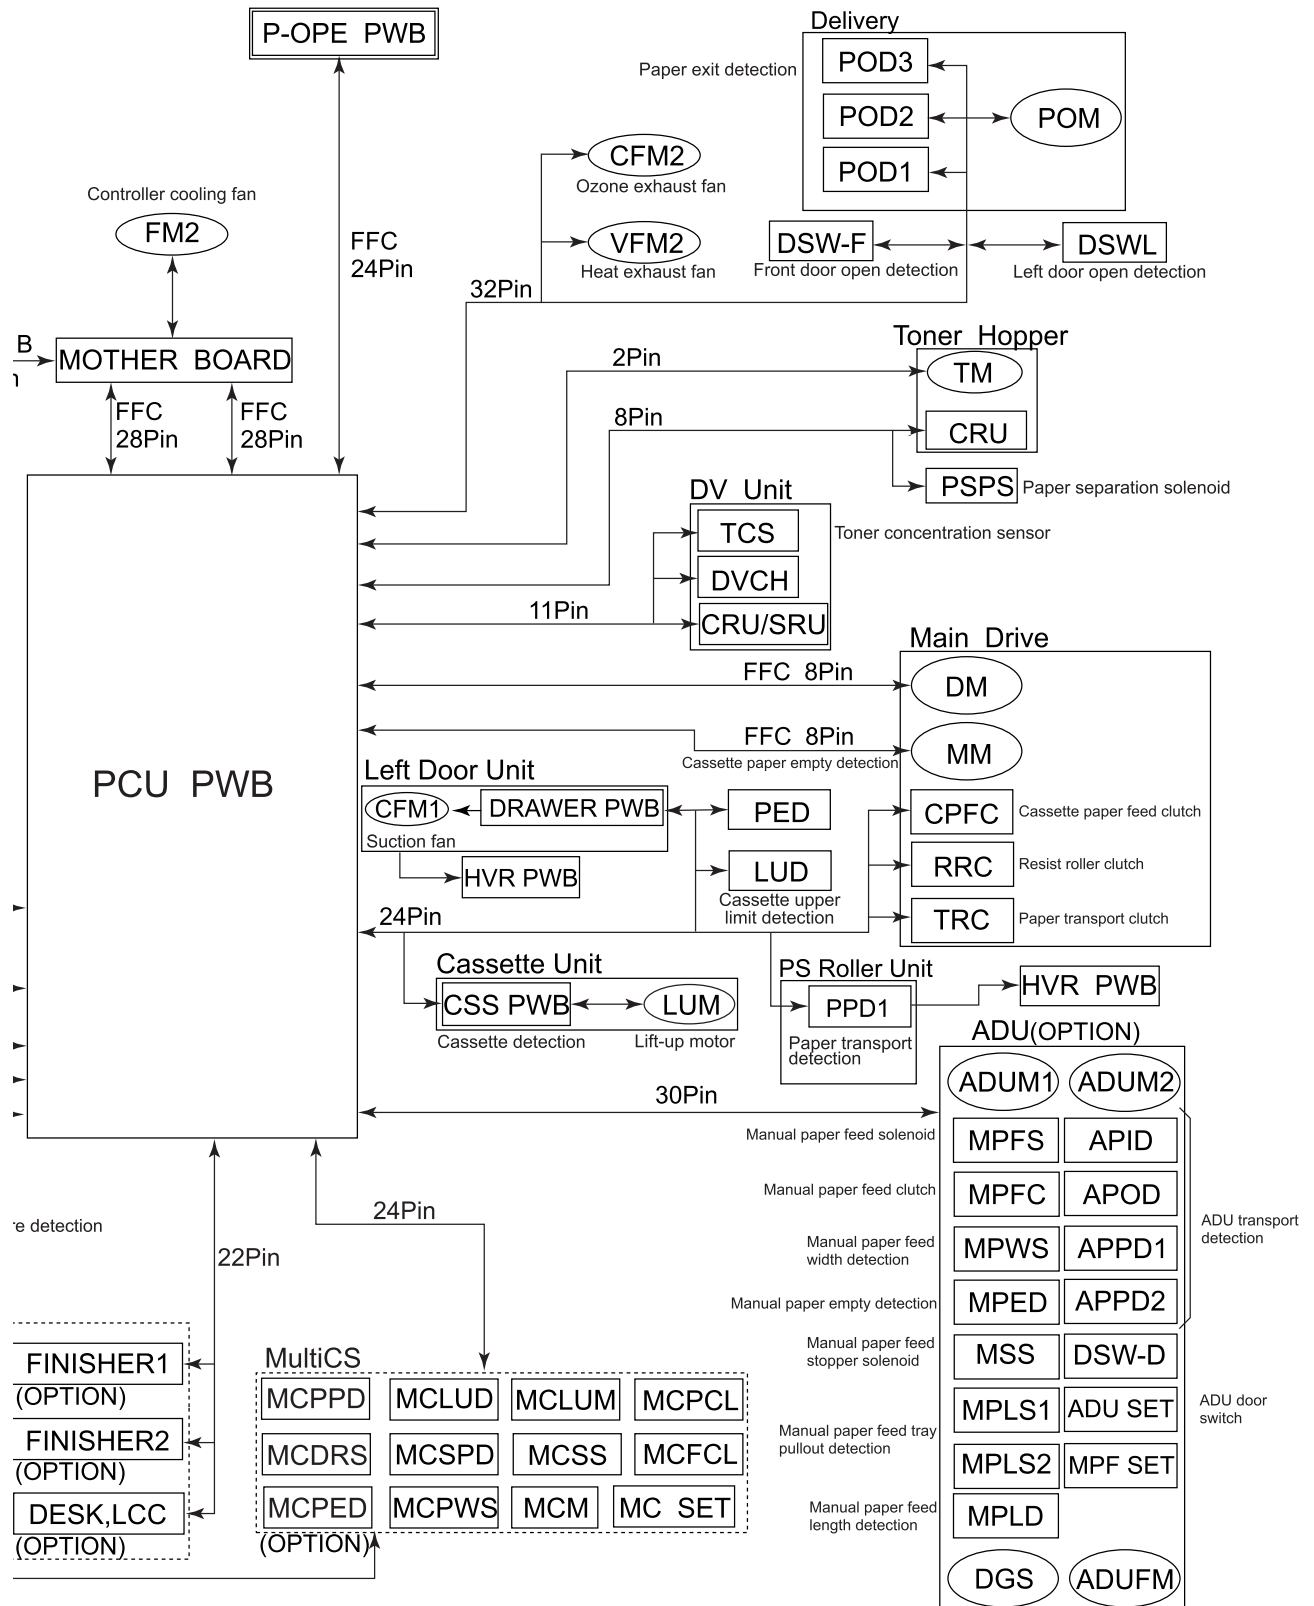 P-OPE PWB
Delivery
POD3
Paper exit detection
POD2
POM
POD1
CFM2
Ozone exhaust fan
Controller cooling fan
FM2
VFM2
Heat exhaust fan
DSW-F
Front door open detection
DSWL
Left door open detection
FFC
24Pin
32Pin
B
MOTHER BOARD
FFC
28Pin
FFC
28Pin
Toner Hopper
2Pin
TM
8Pin
CRU
PSPS
Paper separation solenoid
DV Unit
TCS
Toner concentration sensor
DVCH
11Pin
CRU/SRU
Main Drive
FFC 8Pin
DM
FFC 8Pin
MM
Cassette paper empty detection
PCU PWB
Left Door Unit
CFM1
DRAWER PWB
Suction fan
HVR PWB
PED
LUD
Cassette upper
limit detection
CPFC
Cassette paper feed clutch
RRC
Resist roller clutch
TRC
Paper transport clutch
24Pin
Cassette Unit
CSS PWB
LUM
Cassette detection
Lift-up motor
PS Roller Unit
PPD1
Paper transport
detection
HVR PWB
ADU(OPTION)
ADUM1
ADUM2
30Pin
Manual paper feed solenoid
MPFS
APID
Manual paper feed clutch
MPFC
APOD
ADU transport
detection
Manual paper feed
width detection
MPWS
APPD1
Manual paper empty detection
MPED
APPD2
Manual paper feed
stopper solenoid
MSS
DSW-D
ADU door
switch
MPLS1
ADU SET
Manual paper feed tray
pullout detection
MPLS2
MPF SET
Manual paper feed
length detection
MPLD
DGS
ADUFM
re detection
24Pin
22Pin
FINISHER1
(OPTION)
FINISHER2
(OPTION)
DESK,LCC
(OPTION)
MultiCS
MCPPD
MCLUD
MCLUM
MCPCL
MCDRS
MCSPD
MCSS
MCFCL
MCPED
MCPWS
MCM
MC SET
(OPTION)